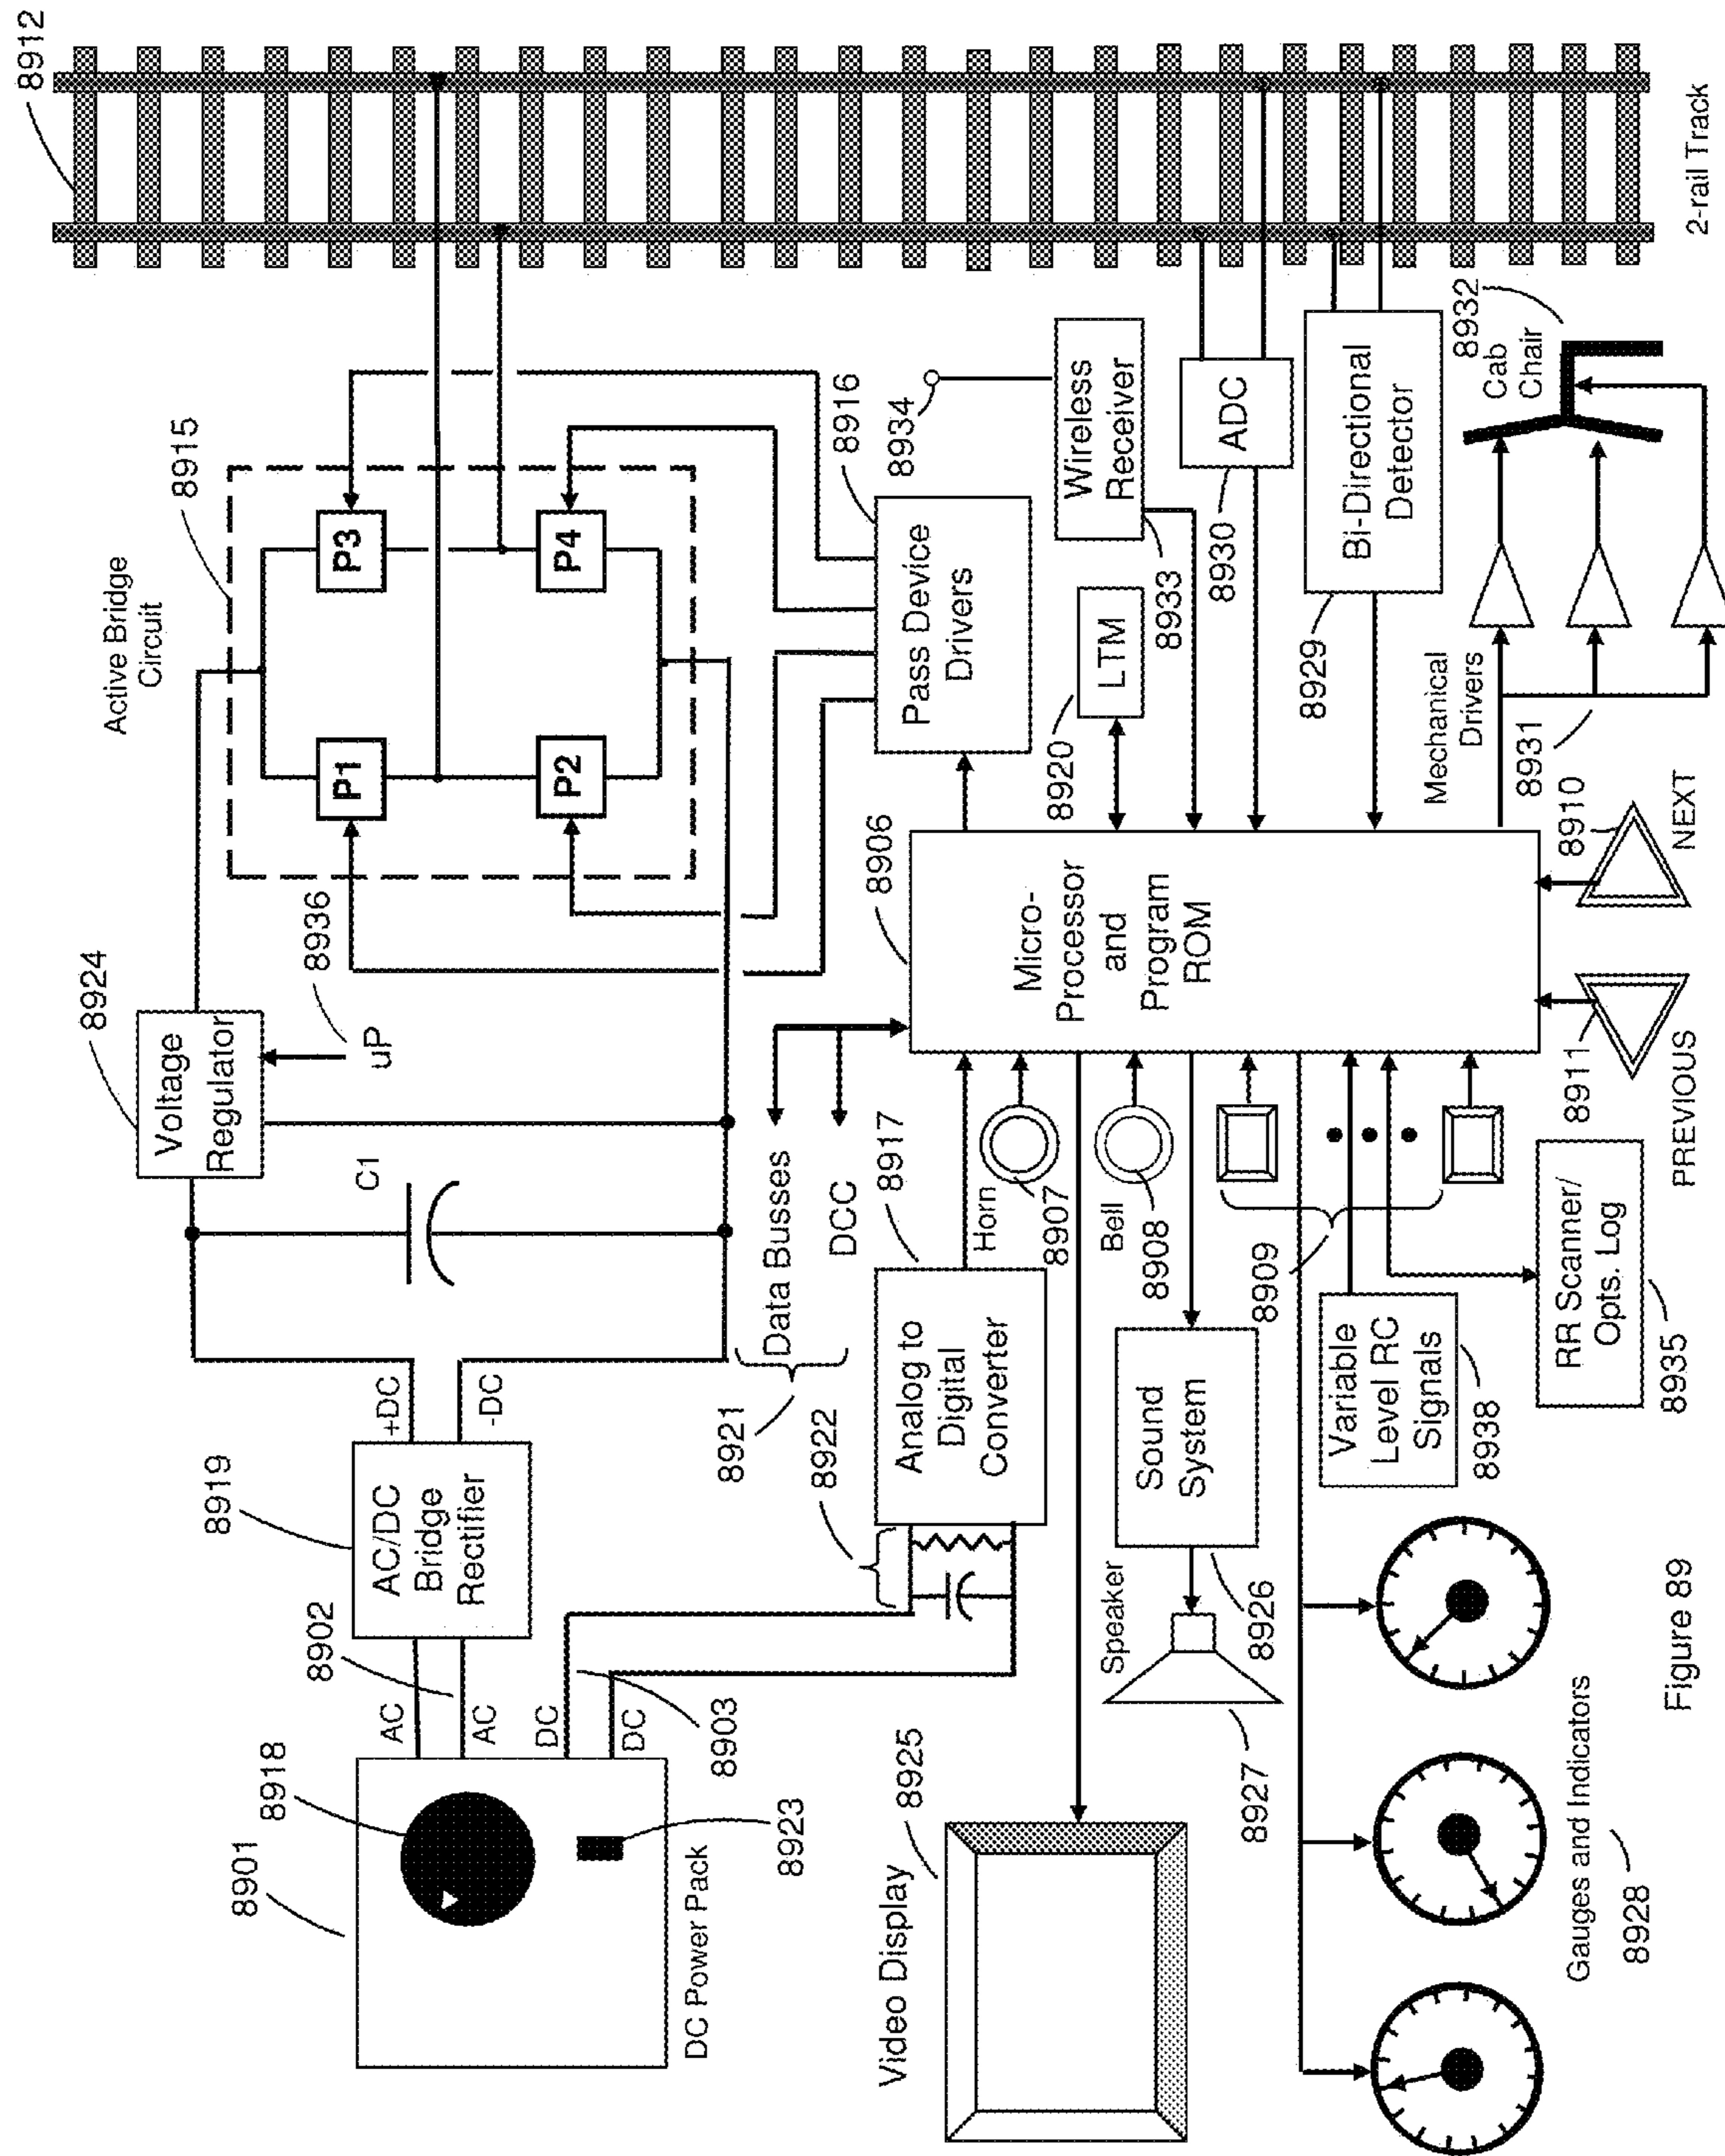 8901
8918
8902
8919
8924
8936
8915
8912
AC
AC
DC
DC
8903
8923
DC Power Pack
AC/DC
Bridge
Rectifier
+DC
-DC
C1
Voltage
Regulator
uP
Active Bridge
Circuit
P1
P2
P3
P4
8921
Data Busses
DCC
8922
8917
Analog to
Digital
Converter
Horn
8907
Bell
8908
8909
8906
Micro-
Processor
and
Program
ROM
Pass Device
Drivers
8916
8934
Wireless
Receiver
8933
8920
LTM
ADC
8930
Bi-Directional
Detector
8929
Cab
Chair
8932
Mechanical
Drivers
8931
8910
NEXT
8911
PREVIOUS
Video Display
8925
Speaker
8927
Sound
System
8926
Variable
Level RC
Signals
8938
RR Scanner/
Opts. Log
8935
Gauges and Indicators
8928
2-rail Track
Figure 89